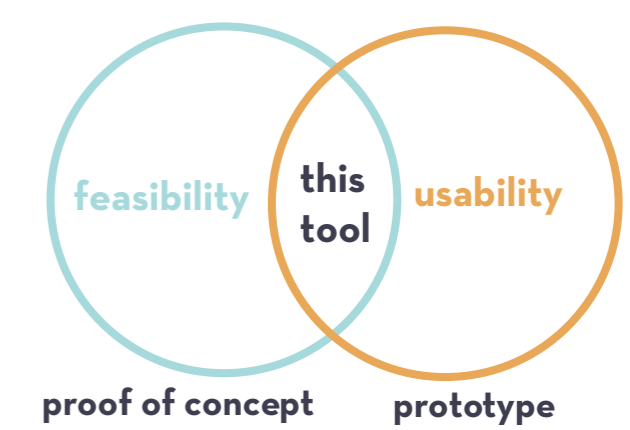 feasibility
this
tool
usability
proof of concept
prototype